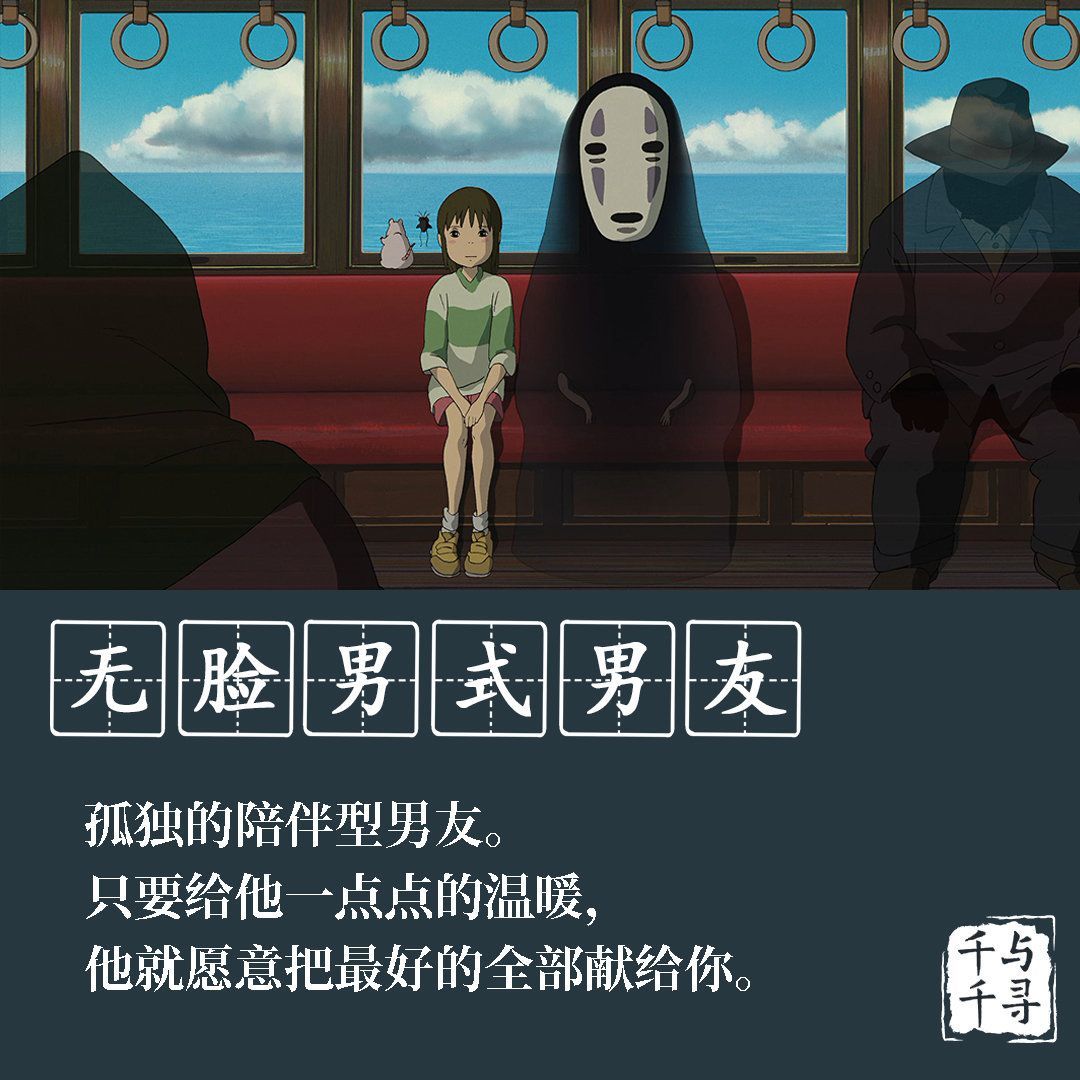 无脸男式男友
孤独的陪伴型男友。
只要给他一点点的温暖，
他就愿意把最好的全部献给你。
千与
千寻